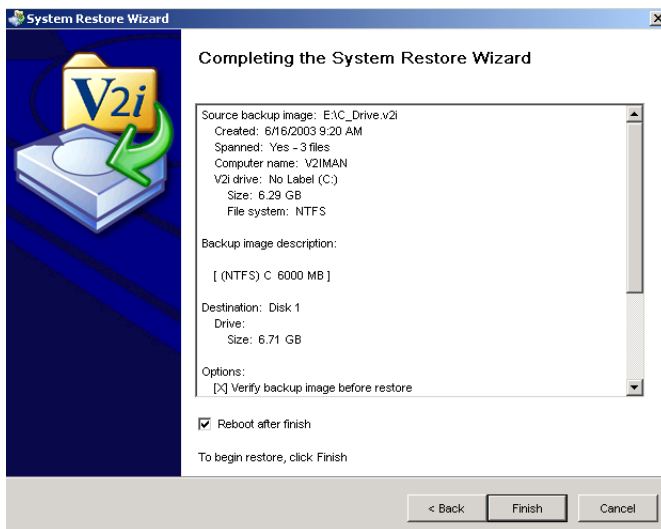 System Restore Wizard
Completing the System Restore Wizard
V2i
Source backup image: E:\C_Drive.v2i
Created: 6/16/2003 9:20 AM
Spanned: Yes - 3 files
Computer name: V2IMAN
V2i drive: No Label (C:)
Size: 6.29 GB
File system: NTFS
Backup image description:
[ (NTFS) C 6000 MB ]
Destination: Disk 1
Drive:
Size: 6.71 GB
Options:
[X] Verify backup image before restore
Reboot after finish
To begin restore, click Finish
< Back
Finish
Cancel